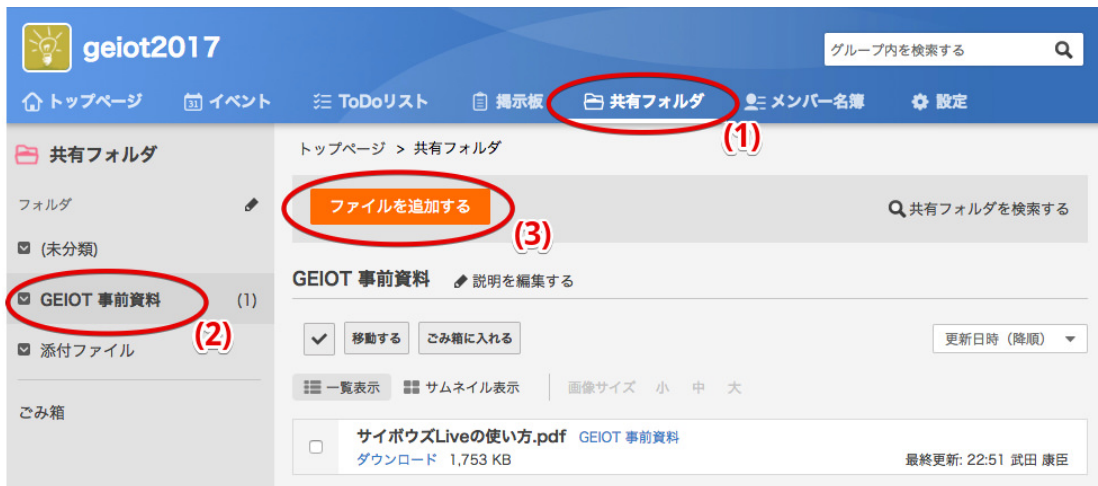 geiot2017
グループ内を検索する
トップページ 31 イベント ToDoリスト 掲示板 共有フォルダ メンバー名簿 設定
(1)
共有フォルダ
トップページ > 共有フォルダ
フォルダ
ファイルを追加する
(3)
共有フォルダを検索する
(未分類)
GEIOT 事前資料 (1)
(2)
添付ファイル
ごみ箱
GEIOT 事前資料 説明を編集する
移動する ごみ箱に入れる
更新日時（降順）
一覧表示 サムネイル表示 画像サイズ 小 中 大
サイボウズLiveの使い方.pdf GEIOT 事前資料
ダウンロード 1,753 KB
最終更新: 22:51 武田 康臣